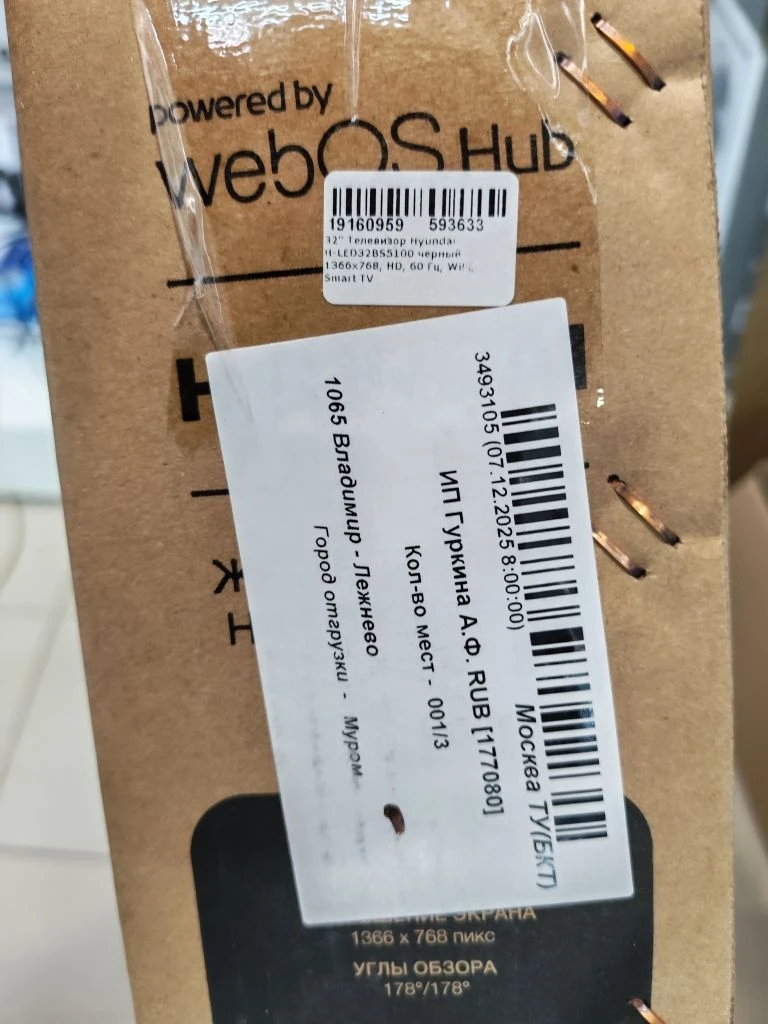 powered by
webOS Hub
19160959 593633
32" Телевизор Hyundai
H-LED32BS5100 черный
1366x768, HD, 60 Гц, WiFi,
Smart TV
3493105 (07.12.2025 8:00:00)
Москва ТУ(БКТ)
ИП Гуркина А.Ф. RUB [177080]
Кол-во мест - 001/3
1065 Владимир - Лежнево
Город отгрузки - Муром
ЭКРАНА
1366 x 768 пикс
УГЛЫ ОБЗОРА
178°/178°